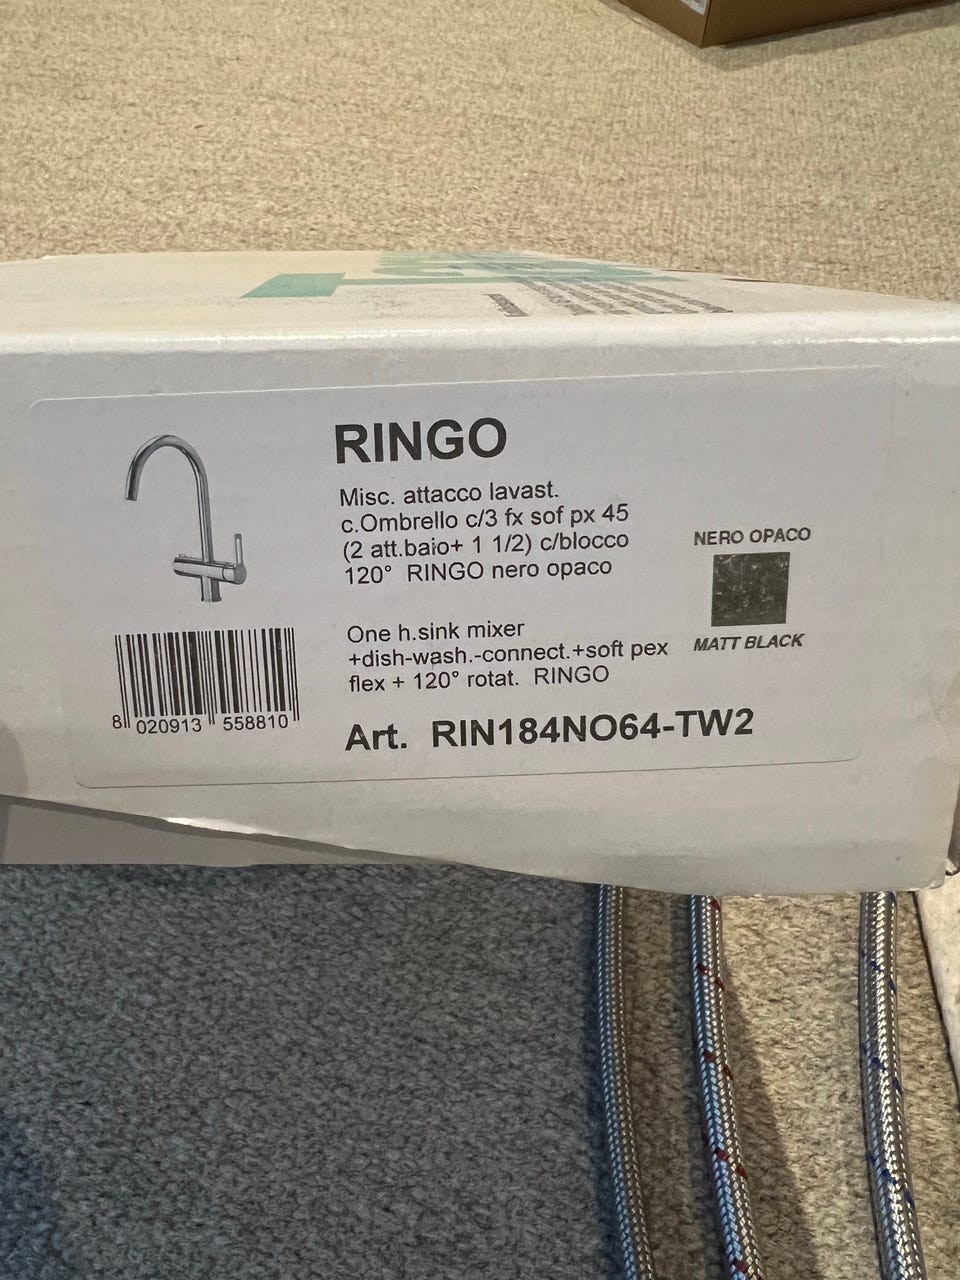 RINGO
Misc. attacco lavast.
c.Ombrello c/3 fx sof px 45
(2 att.baio+ 1 1/2) c/blocco
120° RINGO nero opaco
NERO OPACO
MATT BLACK
One h.sink mixer
+dish-wash.-connect.+soft pex
flex + 120° rotat. RINGO
Art. RIN184NO64-TW2
8 020913 558810